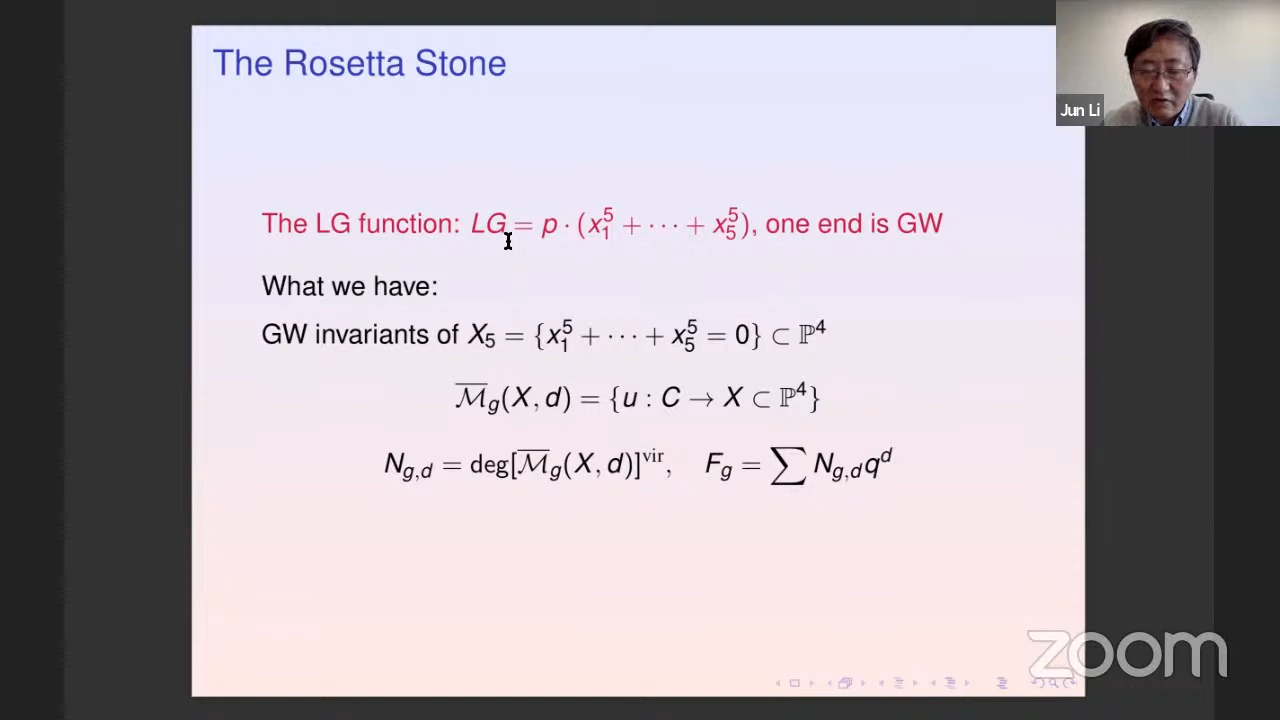 The Rosetta Stone
Jun Li
The LG function: LG = p · (x₁⁵ + ··· + x₅⁵), one end is GW
What we have:
GW invariants of X₅ = {x₁⁵ + ··· + x₅⁵ = 0} ⊂ ℙ⁴
M̅_g(X, d) = {u : C → X ⊂ ℙ⁴}
N_{g,d} = deg[M̅_g(X, d)]^{vir}, F_g = ∑ N_{g,d}q^d
zoom